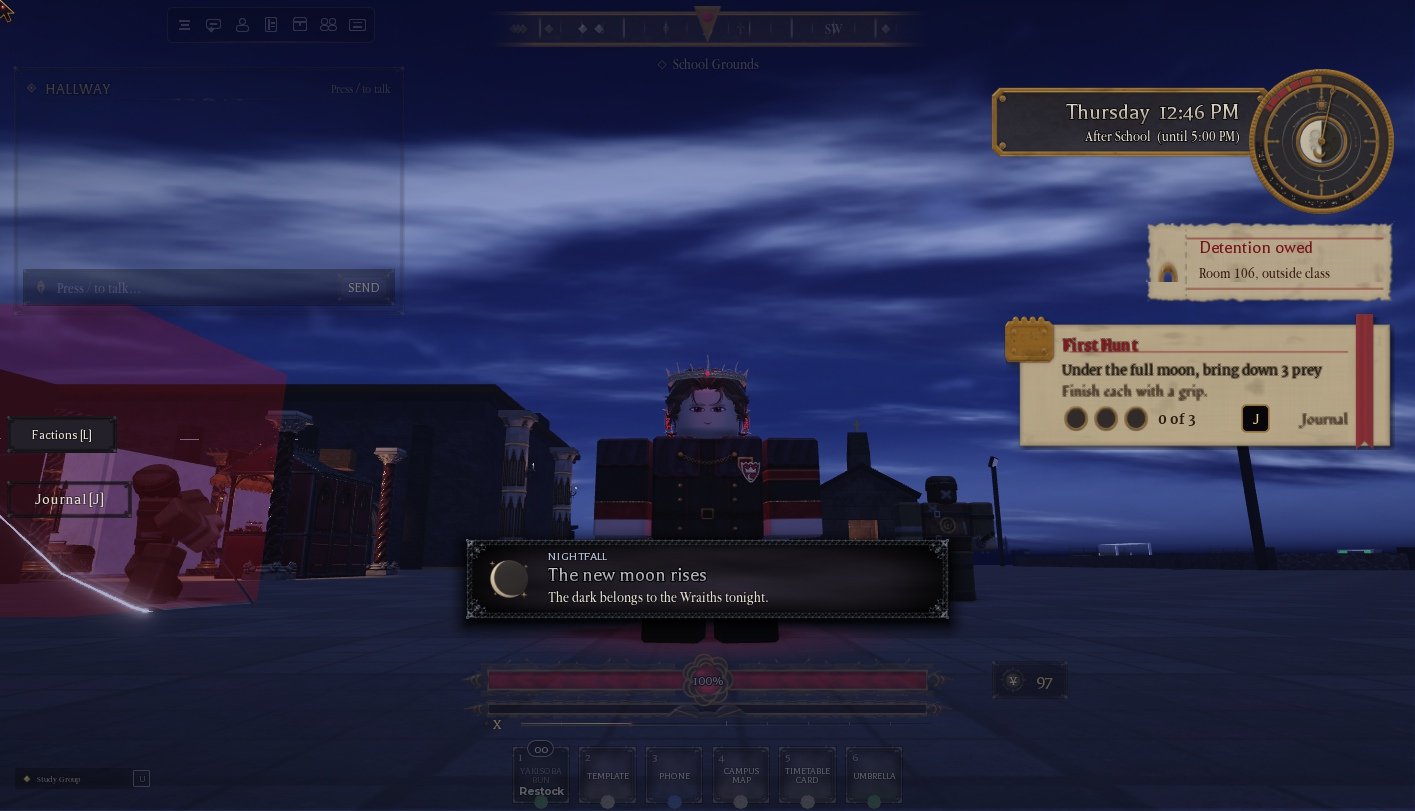 SW
School Grounds
HALLWAY
Press / to talk
Thursday 12:46 PM
After School (until 5:00 PM)
Detention owed
Room 106, outside class
Press / to talk...
SEND
First Hunt
Under the full moon, bring down 3 prey
Finish each with a grip.
0 of 3
J
Journal
Factions [L]
Journal [J]
NIGHTFALL
The new moon rises
The dark belongs to the Wraiths tonight.
100%
¥ 97
X
1
YAKISOBA
BUN
Restock
2
TEMPLATE
3
PHONE
4
CAMPUS
MAP
5
TIMETABLE
CARD
6
UMBRELLA
Study Group
U